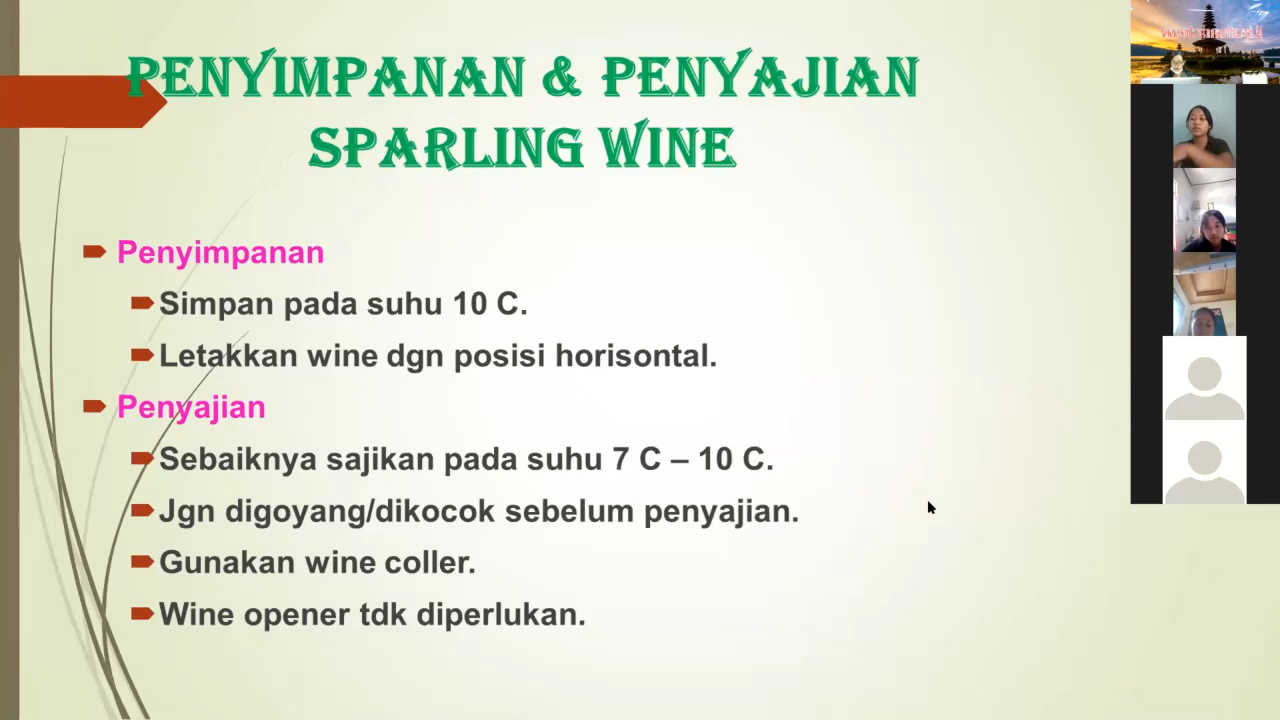 PENYIMPANAN & PENYAJIAN
SPARLING WINE
Penyimpanan
Simpan pada suhu 10 C.
Letakkan wine dgn posisi horisontal.
Penyajian
Sebaiknya sajikan pada suhu 7 C – 10 C.
Jgn digoyang/dikocok sebelum penyajian.
Gunakan wine coller.
Wine opener tdk diperlukan.